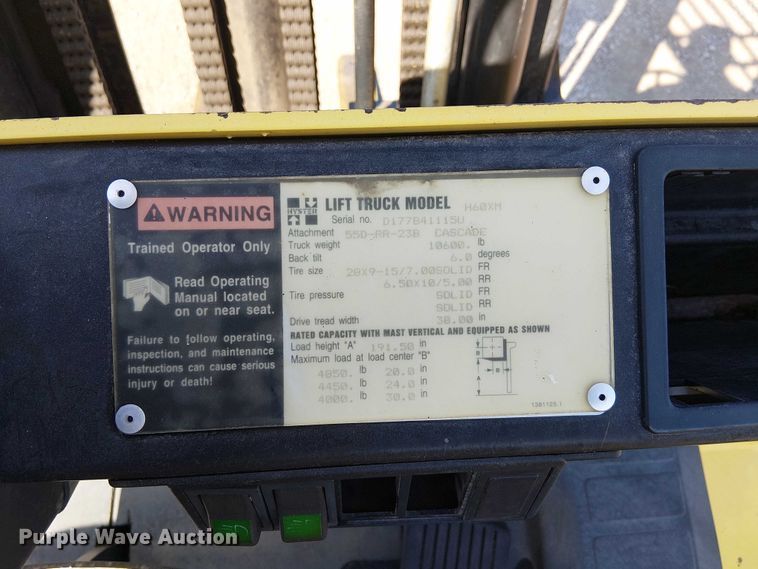 WARNING
Trained Operator Only
Read Operating
Manual located
on or near seat.
Failure to follow operating,
inspection, and maintenance
instructions can cause serious
injury or death!
HYSTER
LIFT TRUCK MODEL H60XM
Serial no. D177B41115U
Attachment 55D-RR-23B CASCADE
Truck weight 10600. lb
Back tilt 6.0 degrees
Tire size 28X9-15/7.00SOLID FR
6.50X10/5.00 RR
Tire pressure SOLID FR
SOLID RR
Drive tread width 38.00 in
RATED CAPACITY WITH MAST VERTICAL AND EQUIPPED AS SHOWN
Load height "A" 191.50 in
Maximum load at load center "B"
4850. lb 20.0 in
4450. lb 24.0 in
4000. lb 30.0 in
B
B
A
1381125.1
Purple Wave Auction